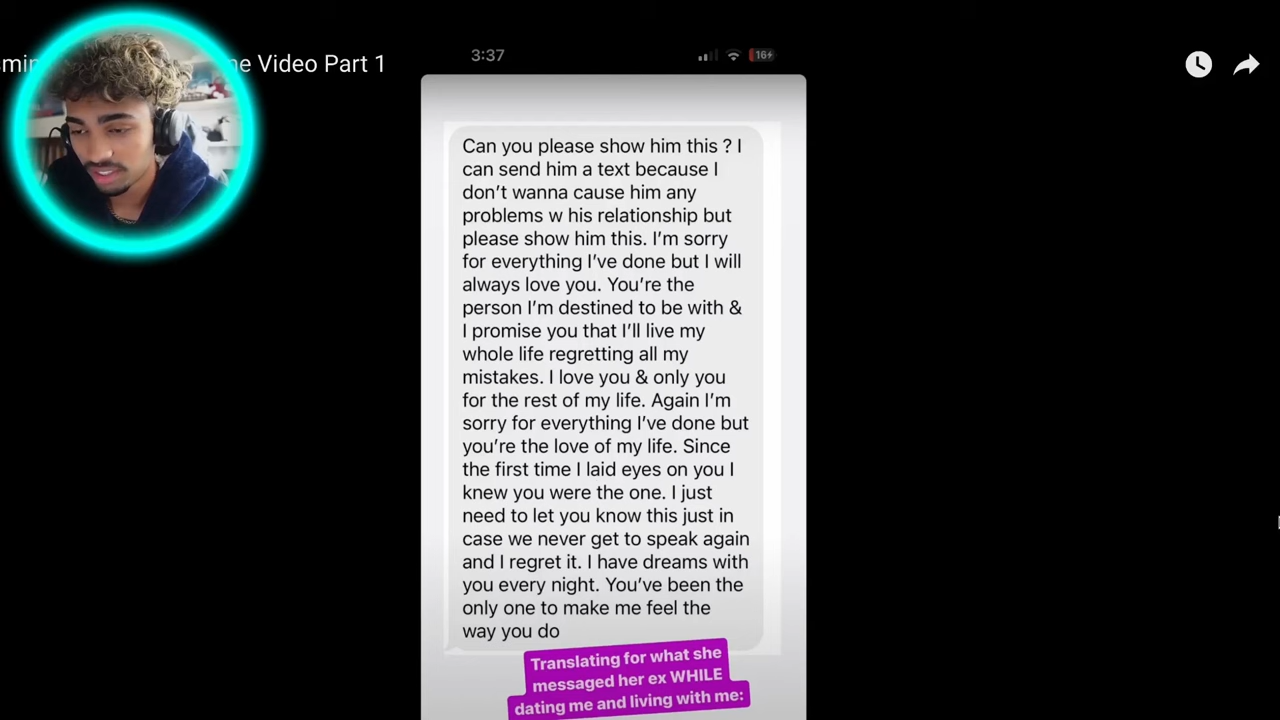 3:37
16
smin
ne Video Part 1
Can you please show him this ? I
can send him a text because I
don’t wanna cause him any
problems w his relationship but
please show him this. I’m sorry
for everything I’ve done but I will
always love you. You’re the
person I’m destined to be with &
I promise you that I’ll live my
whole life regretting all my
mistakes. I love you & only you
for the rest of my life. Again I’m
sorry for everything I’ve done but
you’re the love of my life. Since
the first time I laid eyes on you I
knew you were the one. I just
need to let you know this just in
case we never get to speak again
and I regret it. I have dreams with
you every night. You’ve been the
only one to make me feel the
way you do
Translating for what she
messaged her ex WHILE
dating me and living with me: